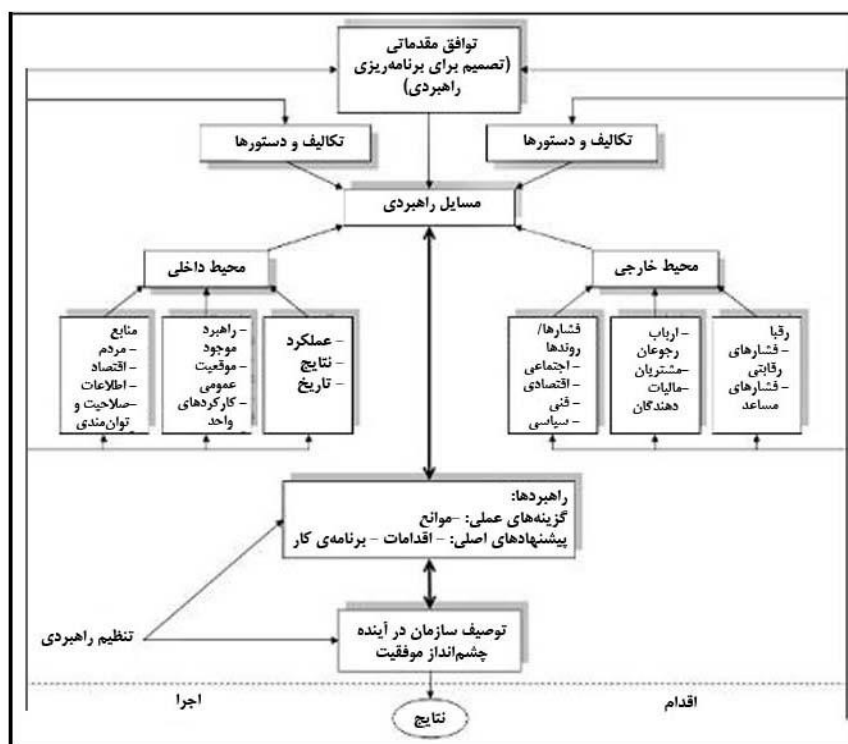 توافق مقدماتی
(تصمیم برای برنامه‌ریزی
راهبردی)
تکالیف و دستورها
تکالیف و دستورها
مسایل راهبردی
محیط خارجی
محیط داخلی
رقبا
- فشارهای
رقابتی
- فشارهای
مساعد
- ارباب
رجوعان
-مشتریان
-مالیات
دهندگان
فشارها/
روندها
- اجتماعی
- اقتصادی
- فنی
- سیاسی
- عملکرد
- نتایج
- تاریخ
- راهبرد
موجود
- موقعیت
عمومی
- کارکردهای
واحد
منابع
- مردم
- اقتصاد
- اطلاعات
-صلاحیت و
توان‌مندی
راهبردها:
گزینه‌های عملی: -موانع
پیشنهادهای اصلی: - اقدامات - برنامه‌ی کار
تنظیم راهبردی
توصیف سازمان در آینده
چشم‌انداز موفقیت
اقدام
اجرا
نتایج